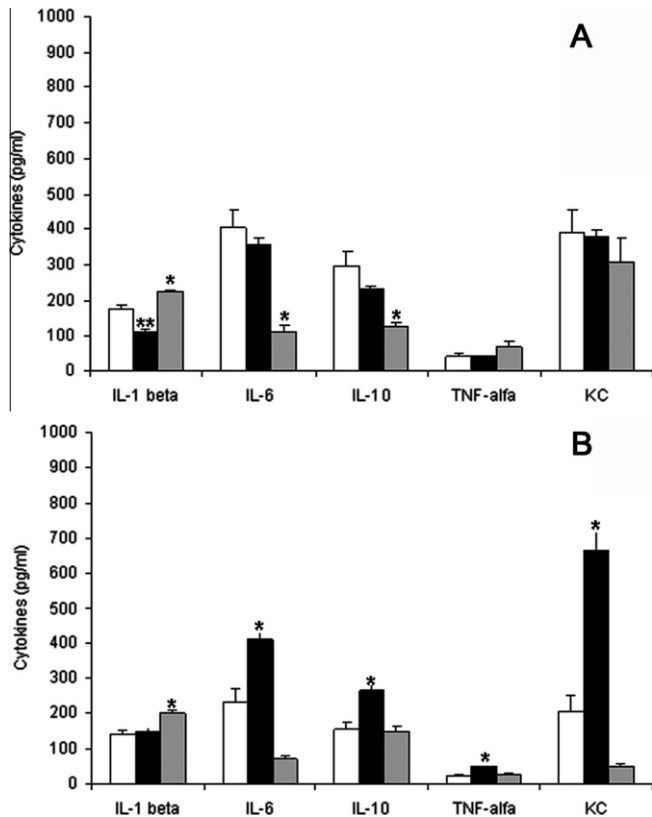 1000
A
900
800
700
600
500
400
300
200
100
0
Cytokines (pg/ml)
** * * *
IL-1 beta IL-6 IL-10 TNF-alfa KC
1000
B
900
800
700
600
500
400
300
200
100
0
Cytokines (pg/ml)
* * * * *
IL-1 beta IL-6 IL-10 TNF-alfa KC